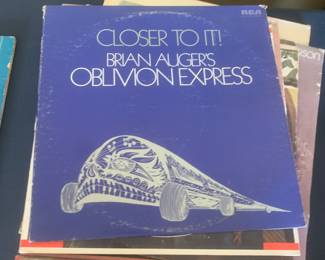 RCA
CLOSER TO IT!
BRIAN AUGER'S
OBLIVION EXPRESS